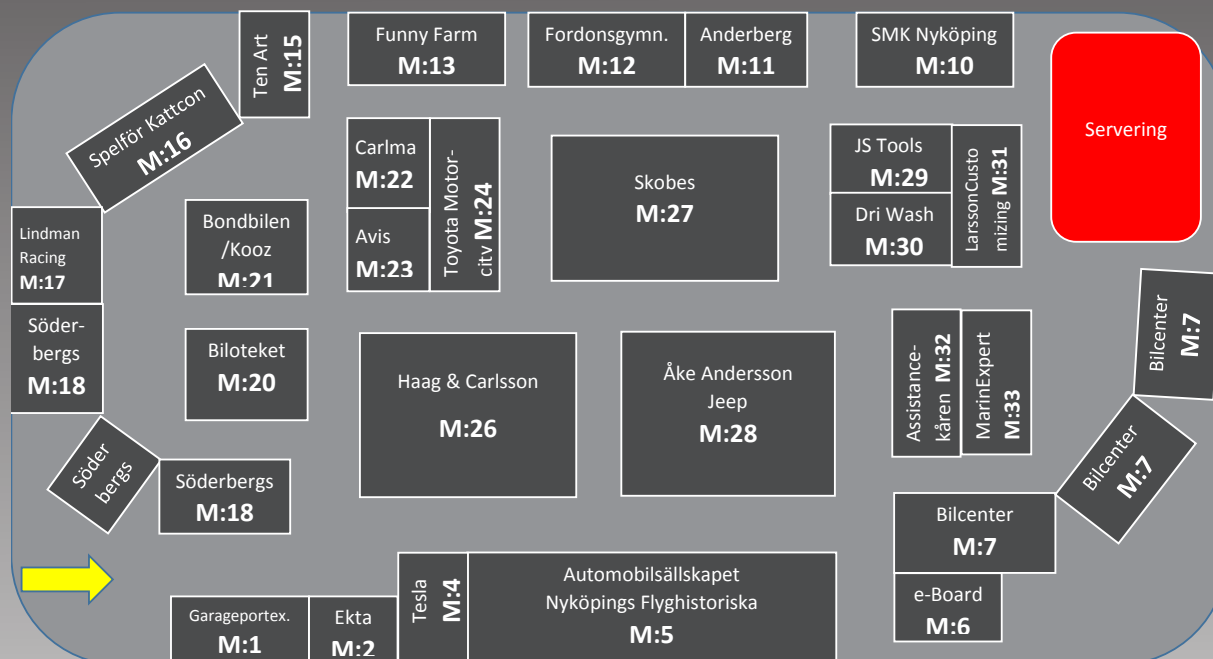 Ten Art
M:15
Funny Farm
M:13
Fordonsgymn.
M:12
Anderberg
M:11
SMK Nyköping
M:10
Servering
Spelför Kattcon
M:16
Carlma
M:22
Avis
M:23
Toyota Motor-
city M:24
Skobes
M:27
JS Tools
M:29
Dri Wash
M:30
LarssonCusto
mizing M:31
Lindman
Racing
M:17
Bondbilen
/Kooz
M:21
Söder-
bergs
M:18
Biloteket
M:20
Haag & Carlsson
M:26
Åke Andersson
Jeep
M:28
Assistance-
kåren M:32
MarinExpert
M:33
Bilcenter
M:7
Bilcenter
M:7
Söder
bergs
Söderbergs
M:18
Bilcenter
M:7
e-Board
M:6
Garageportex.
M:1
Ekta
M:2
Tesla
M:4
Automobilsällskapet
Nyköpings Flyghistoriska
M:5